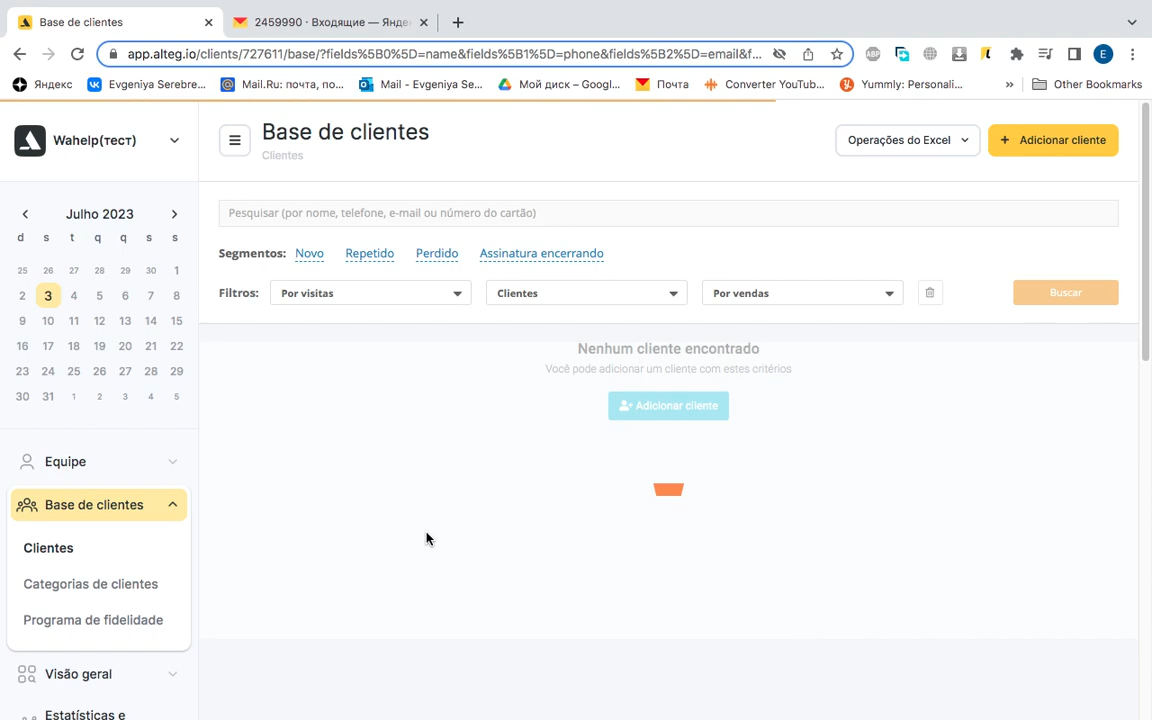 Base de clientes
2459990 · Входящие — Янде
app.alteg.io/clients/727611/base/?fields%5B0%5D=name&fields%5B1%5D=phone&fields%5B2%5D=email&f...
ABP
E
Яндекс
Evgeniya Serebre...
Mail.Ru: почта, по...
Mail - Evgeniya Se...
Мой диск – Googl...
Почта
Converter YouTub...
Yummly: Personali...
»
Other Bookmarks
Wahelp(тест)
Base de clientes
Clientes
Operações do Excel
+ Adicionar cliente
Julho 2023
d s t q q s s
25 26 27 28 29 30 1
2 3 4 5 6 7 8
9 10 11 12 13 14 15
16 17 18 19 20 21 22
23 24 25 26 27 28 29
30 31 1 2 3 4 5
Pesquisar (por nome, telefone, e-mail ou número do cartão)
Segmentos: Novo Repetido Perdido Assinatura encerrando
Filtros: Por visitas Clientes Por vendas Buscar
Nenhum cliente encontrado
Você pode adicionar um cliente com estes critérios
Adicionar cliente
Equipe
Base de clientes
Clientes
Categorias de clientes
Programa de fidelidade
Visão geral
Estatísticas e